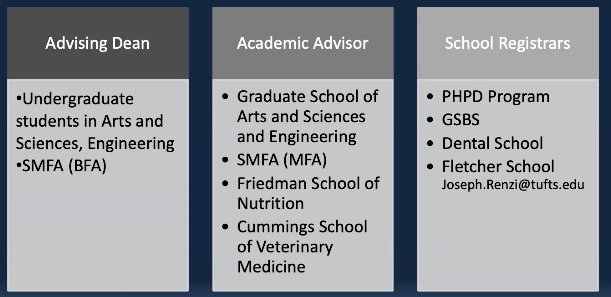 Advising Dean
•Undergraduate
students in Arts and
Sciences, Engineering
•SMFA (BFA)
Academic Advisor
• Graduate School of
Arts and Sciences
and Engineering
• SMFA (MFA)
• Friedman School of
Nutrition
• Cummings School
of Veterinary
Medicine
School Registrars
• PHPD Program
• GSBS
• Dental School
• Fletcher School
Joseph.Renzi@tufts.edu